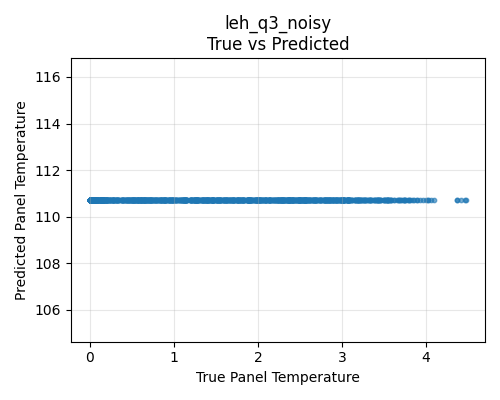 leh_q3_noisy
True vs Predicted
116
114
112
110
108
106
Predicted Panel Temperature
0 1 2 3 4
True Panel Temperature